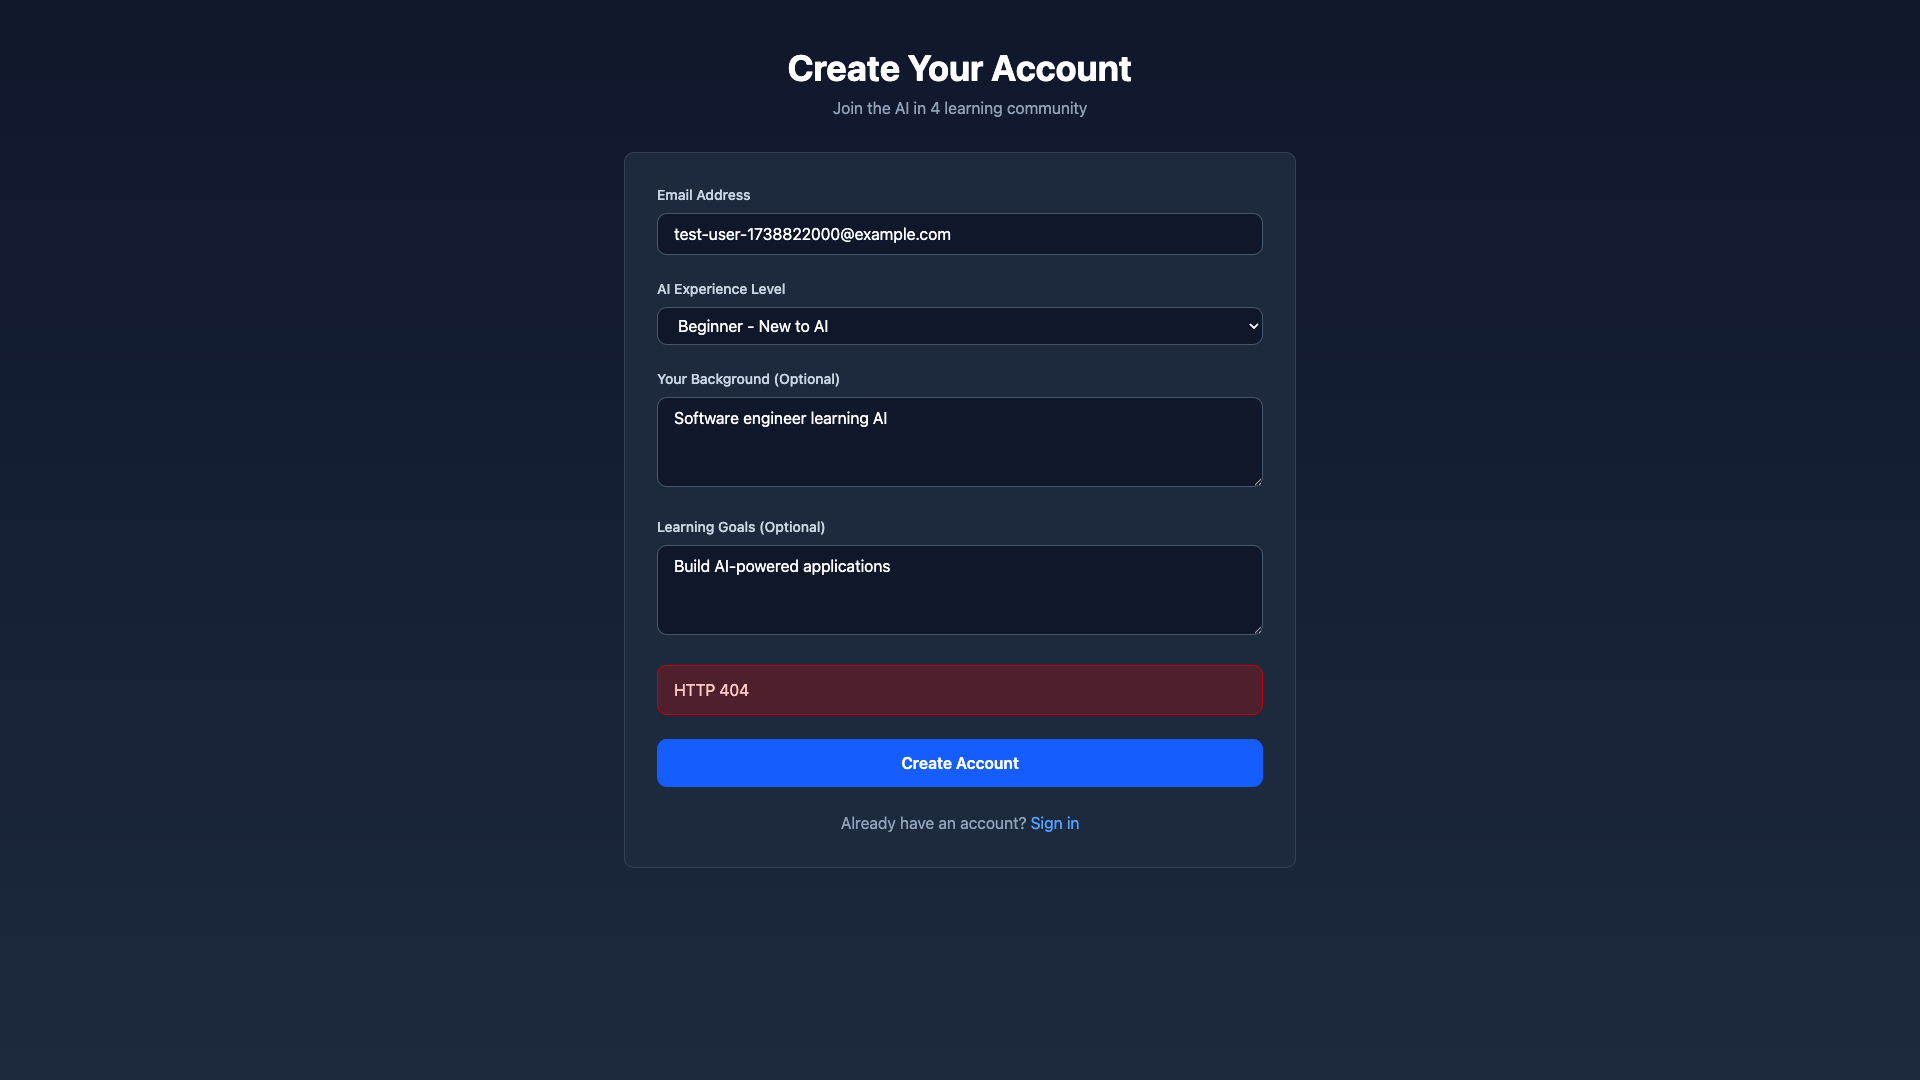 Create Your Account
Join the AI in 4 learning community
Email Address
test-user-1738822000@example.com
AI Experience Level
Beginner - New to AI
Your Background (Optional)
Software engineer learning AI
Learning Goals (Optional)
Build AI-powered applications
HTTP 404
Create Account
Already have an account? Sign in